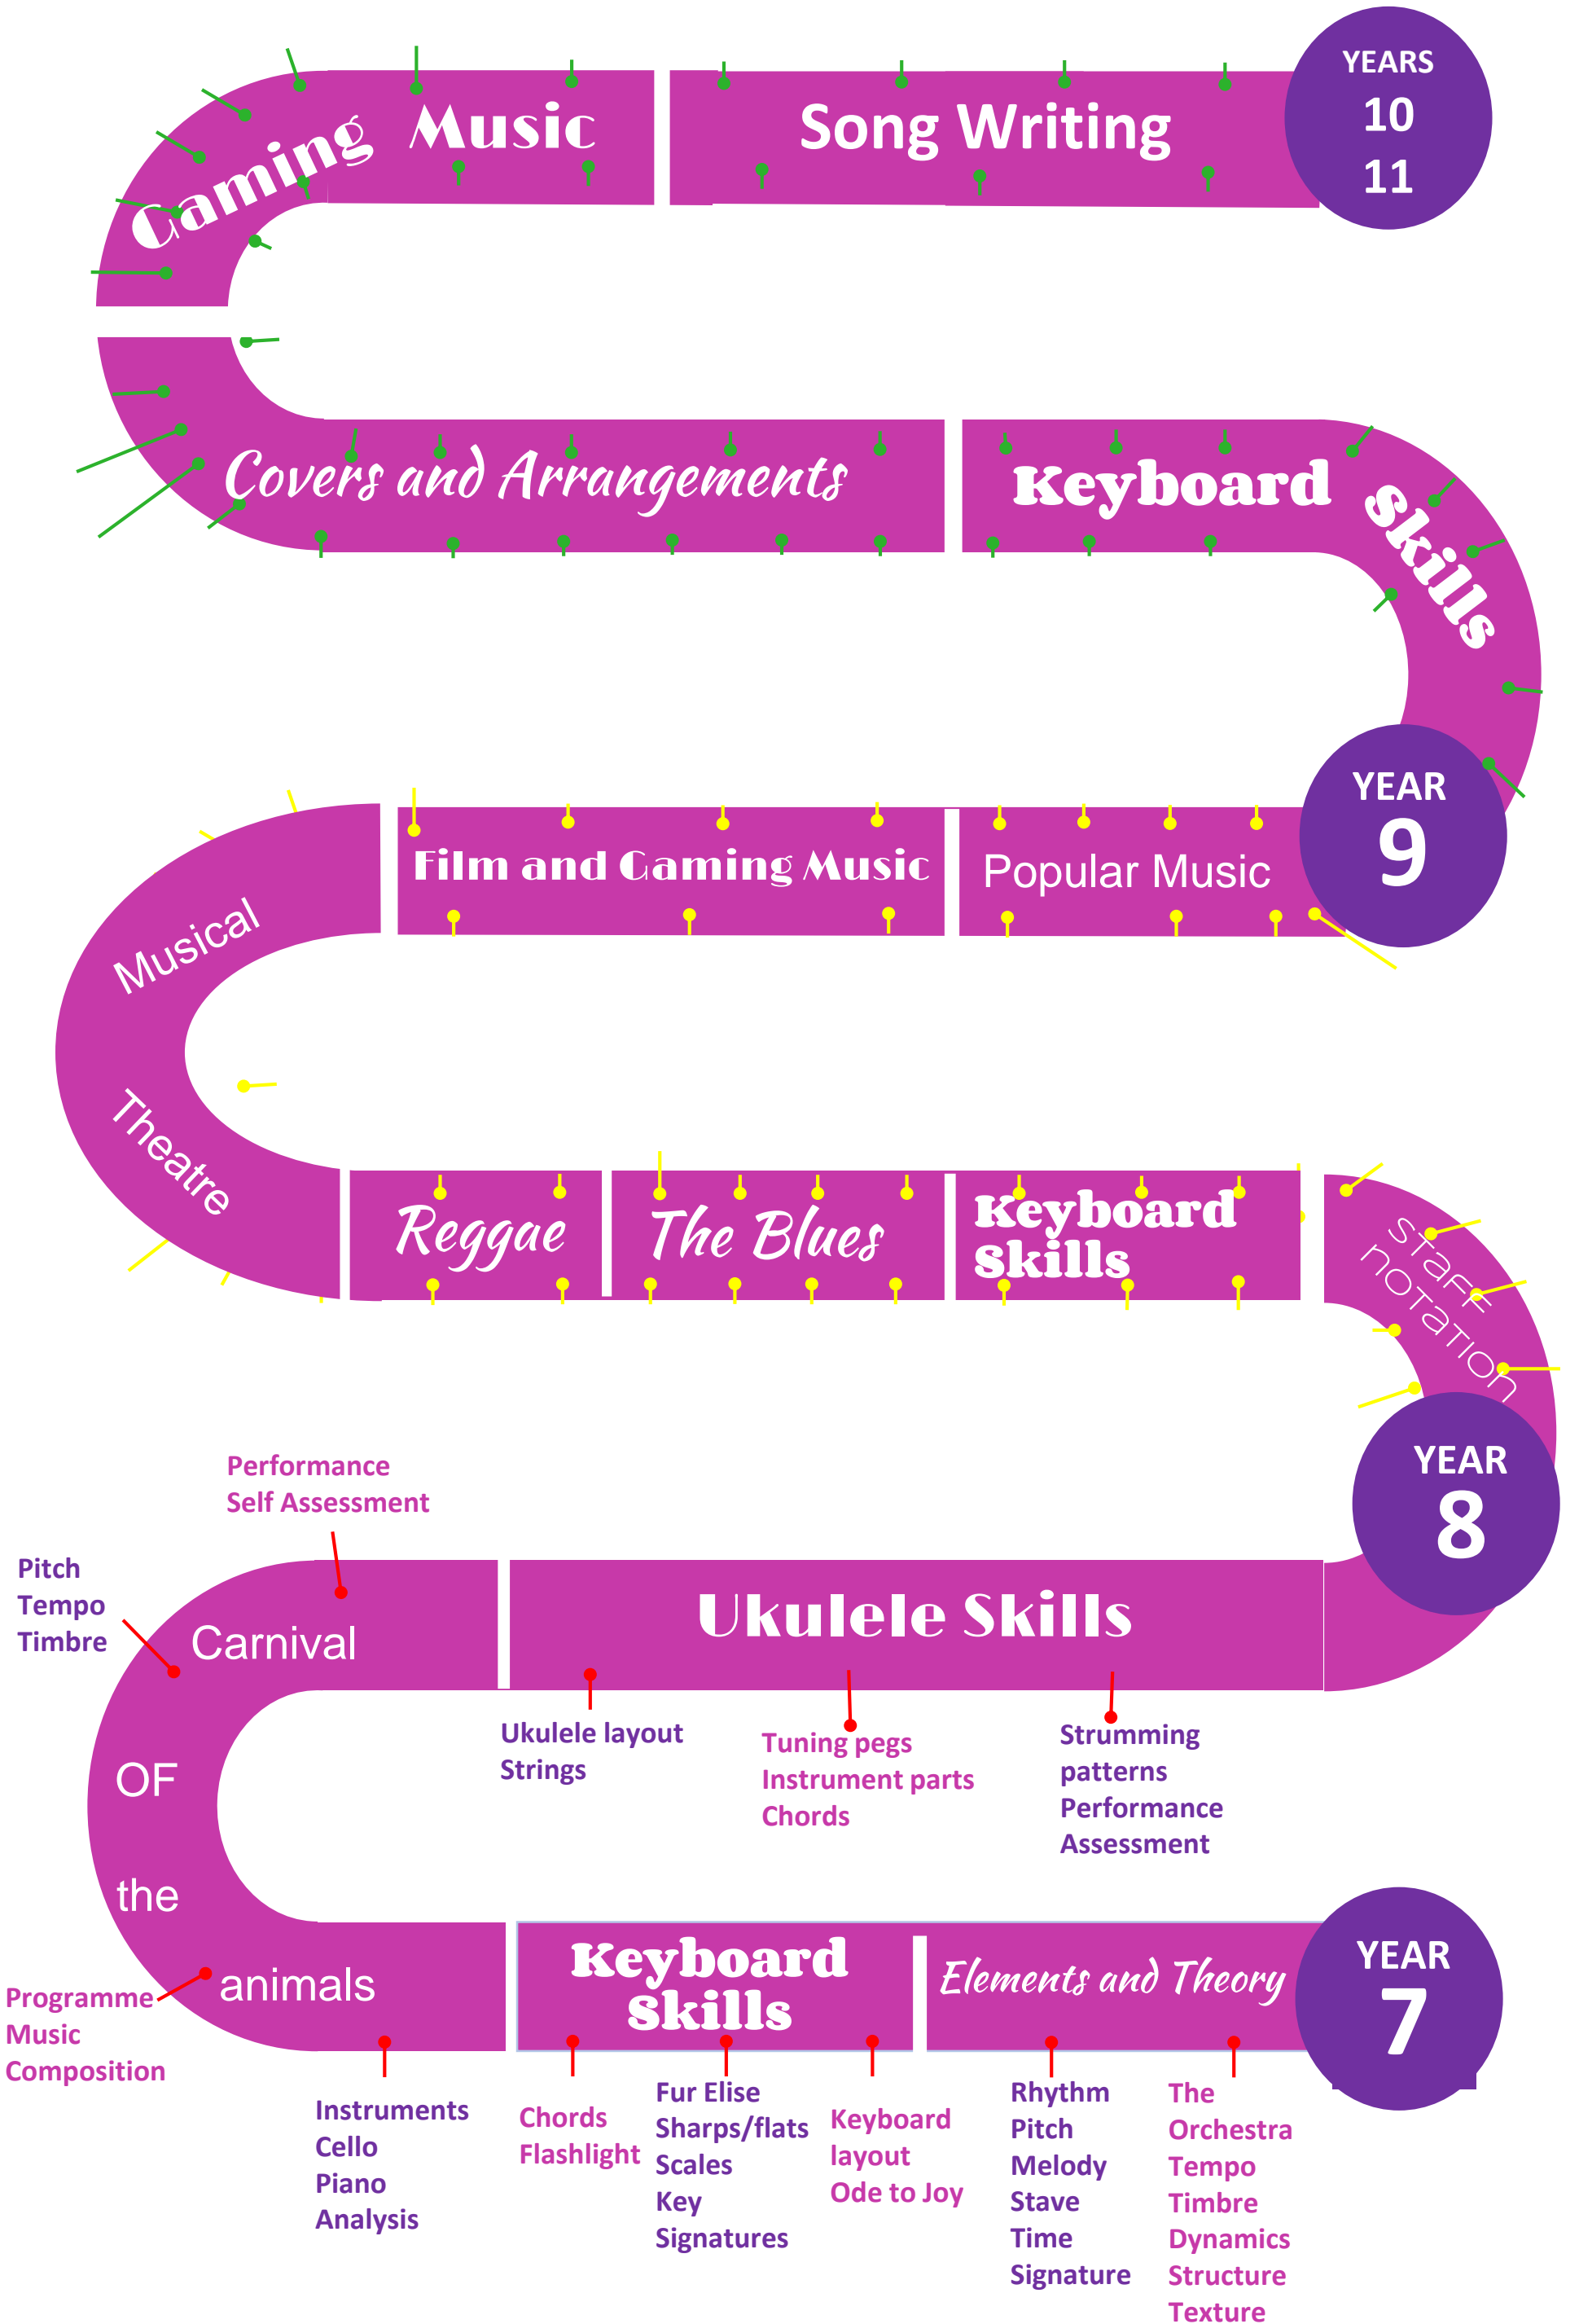 YEARS
10
11
Gaming Music
Song Writing
Covers and Arrangements
Keyboard Skills
YEAR
9
Film and Gaming Music
Popular Music
Musical
Theatre
Reggae
The Blues
Keyboard
Skills
staff
notation
YEAR
8
Performance
Self Assessment
Pitch
Tempo
Timbre
Carnival
OF
the
animals
Ukulele Skills
Ukulele layout
Strings
Tuning pegs
Instrument parts
Chords
Strumming
patterns
Performance
Assessment
Keyboard
Skills
Elements and Theory
YEAR
7
Programme
Music
Composition
Instruments
Cello
Piano
Analysis
Chords
Flashlight
Fur Elise
Sharps/flats
Scales
Key
Signatures
Keyboard
layout
Ode to Joy
Rhythm
Pitch
Melody
Stave
Time
Signature
The
Orchestra
Tempo
Timbre
Dynamics
Structure
Texture